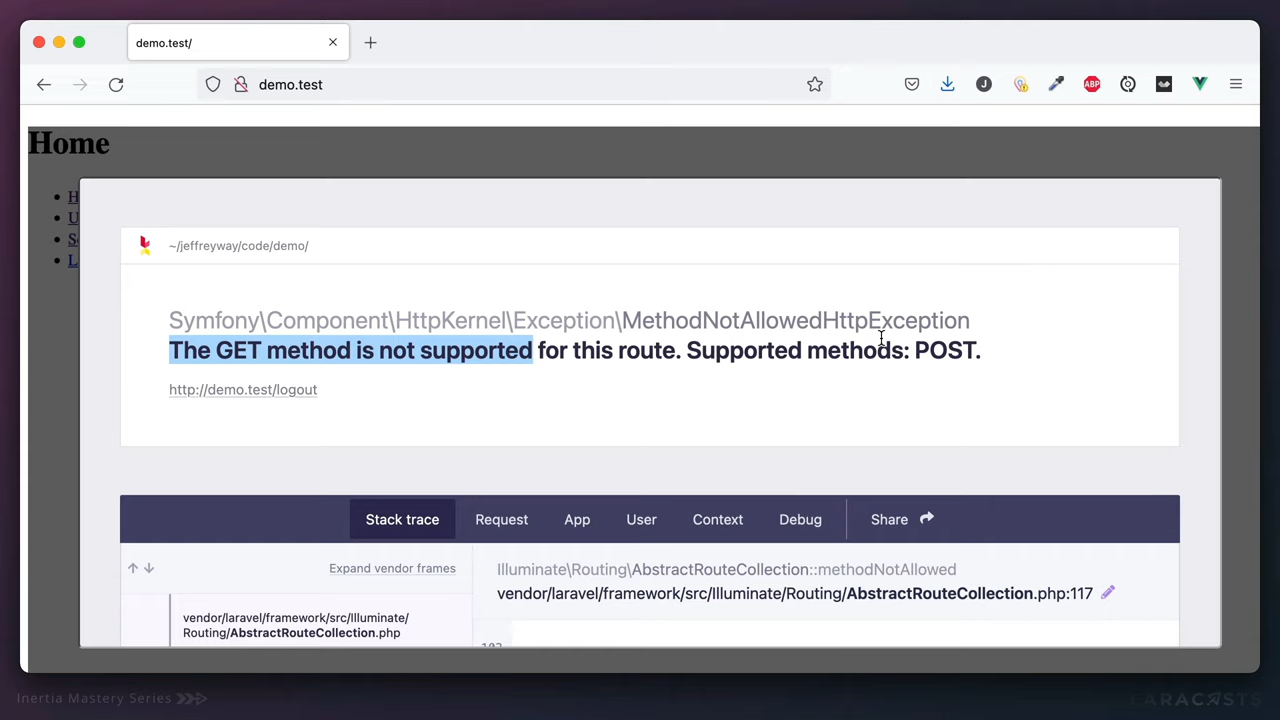 demo.test/
demo.test
J
ABP
Home
H
U
Se
L
~/jeffreyway/code/demo/
Symfony\Component\HttpKernel\Exception\MethodNotAllowedHttpException
The GET method is not supported for this route. Supported methods: POST.
http://demo.test/logout
Stack trace
Request
App
User
Context
Debug
Share
Expand vendor frames
Illuminate\Routing\AbstractRouteCollection::methodNotAllowed
vendor/laravel/framework/src/Illuminate/Routing/AbstractRouteCollection.php:117
vendor/laravel/framework/src/Illuminate/
Routing/AbstractRouteCollection.php
Inertia Mastery Series
LARACASTS